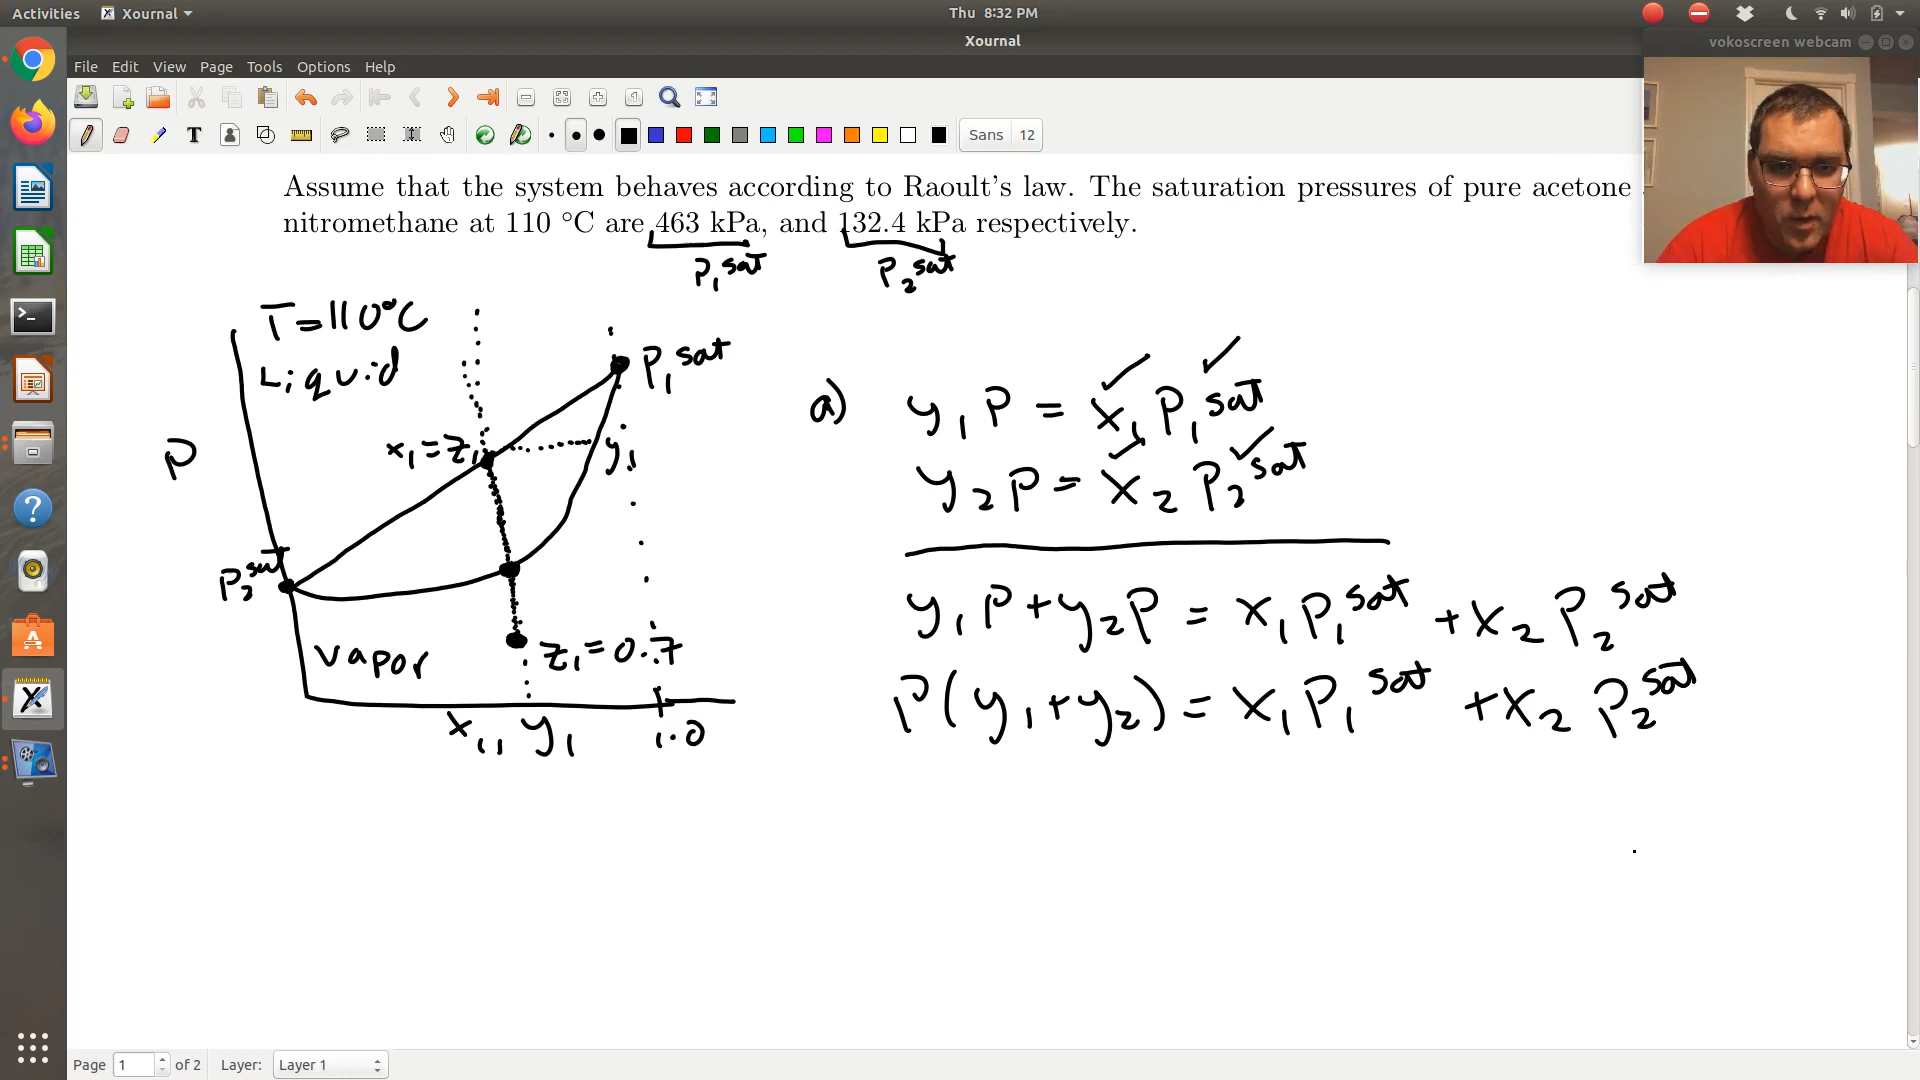 Activities Xournal Thu 8:32 PM
Xournal
vokoscreen webcam
File Edit View Page Tools Options Help
Sans 12
Assume that the system behaves according to Raoult's law. The saturation pressures of pure acetone
nitromethane at 110 °C are 463 kPa, and 132.4 kPa respectively.
P₁sat P₂sat
T=110°C
Liquid
P₁sat
x₁=z₁
y₁
P
P₂sat
vapor
z₁=0.7
x₁, y₁
1.0
a) y₁P = x₁P₁sat
y₂P = x₂P₂sat
y₁P+y₂P = x₁P₁sat +x₂P₂sat
P(y₁+y₂) = x₁P₁sat +x₂P₂sat
Page 1 of 2 Layer: Layer 1